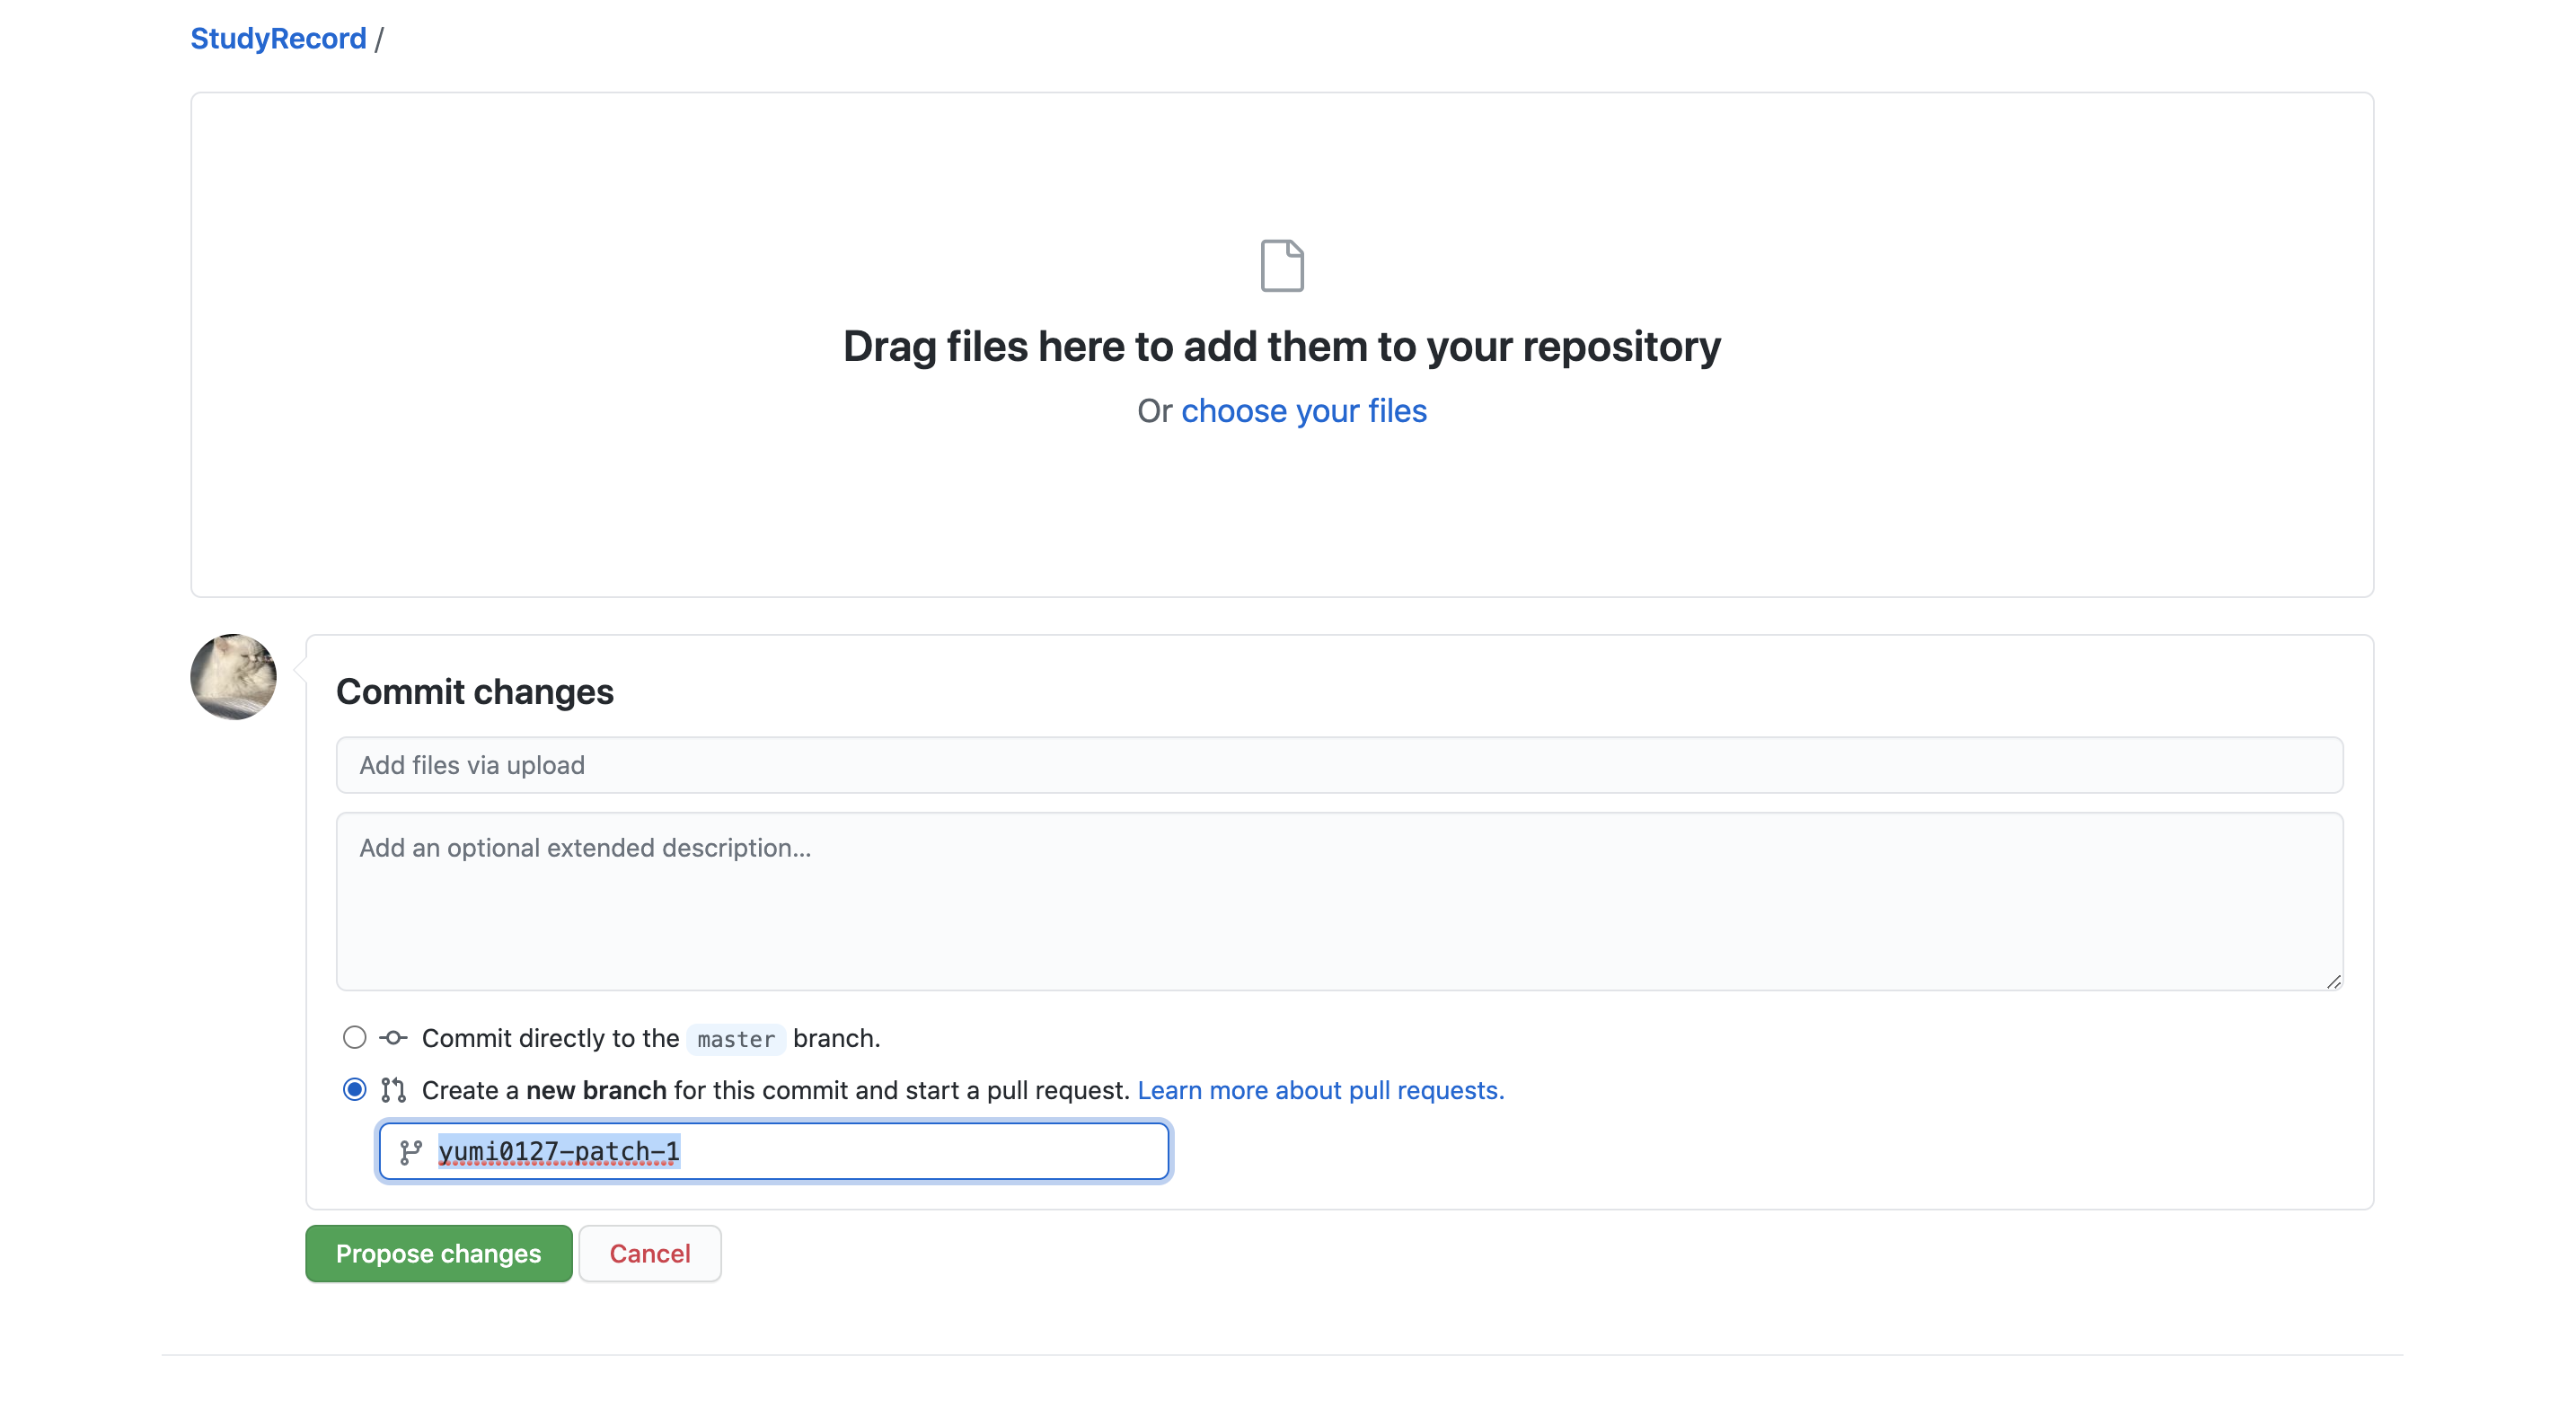 StudyRecord /
Drag files here to add them to your repository
Or choose your files
Commit changes
Add files via upload
Add an optional extended description...
Commit directly to the master branch.
Create a new branch for this commit and start a pull request. Learn more about pull requests.
yumi0127-patch-1
Propose changes Cancel